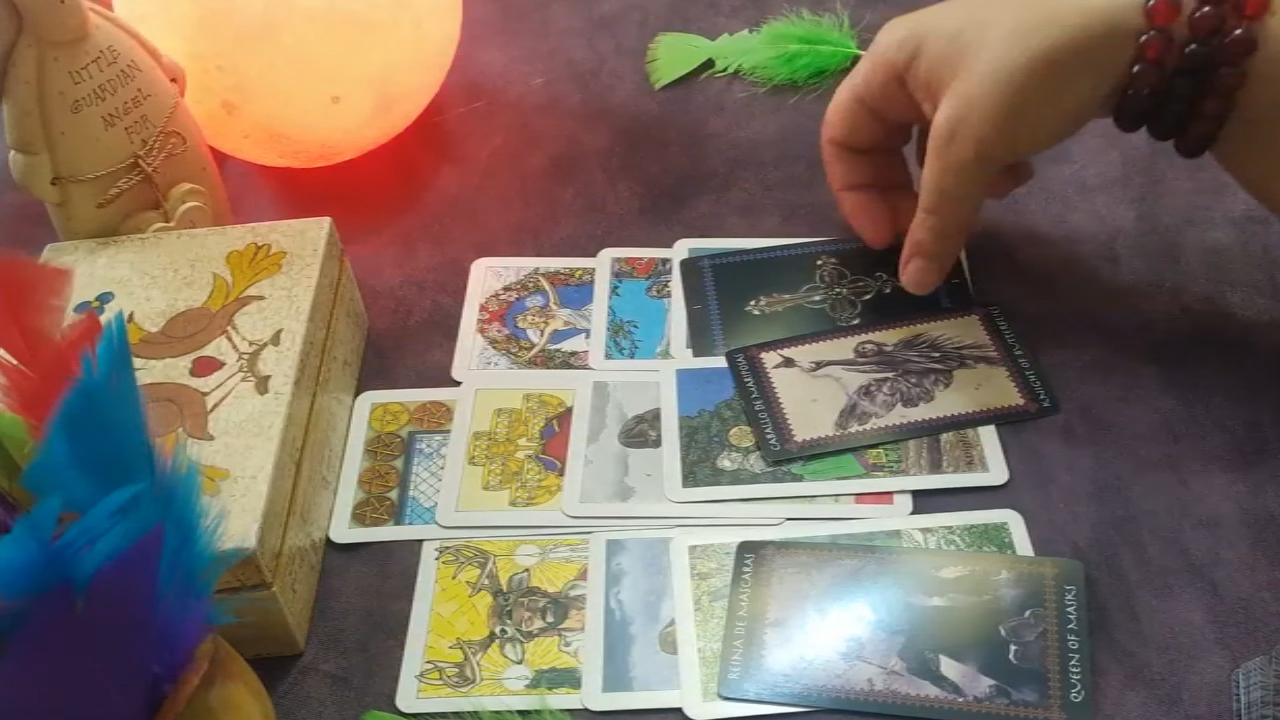 LITTLE
GUARDIAN
ANGEL
FOR
CABALLO DE MARIPOSAS
KNIGHT OF BUTTERFLIES
REINA DE MÁSCARAS
QUEEN OF MASKS